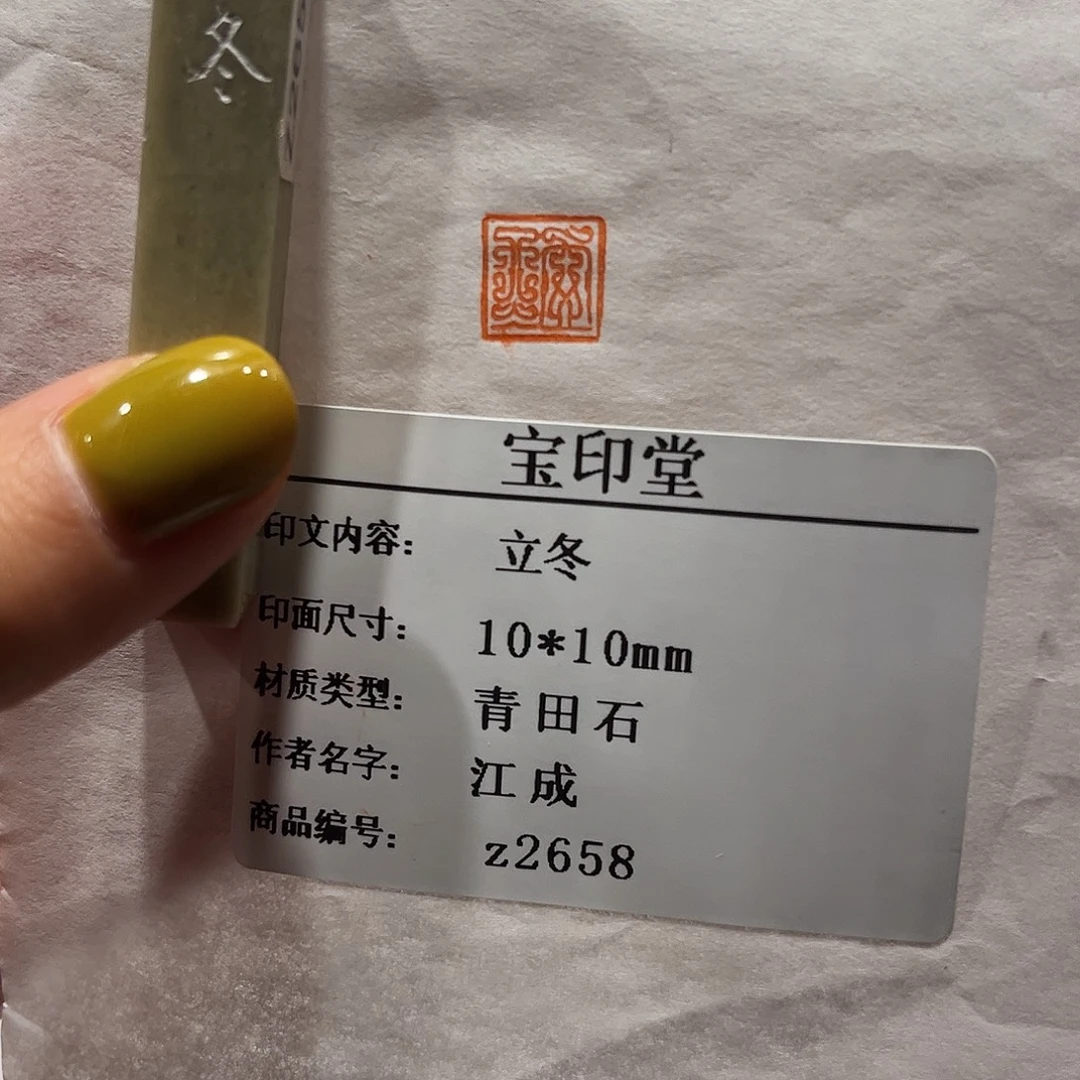 冬
宝印堂
印文内容: 立冬
印面尺寸: 10*10mm
材质类型: 青田石
作者名字: 江成
商品编号: z2658